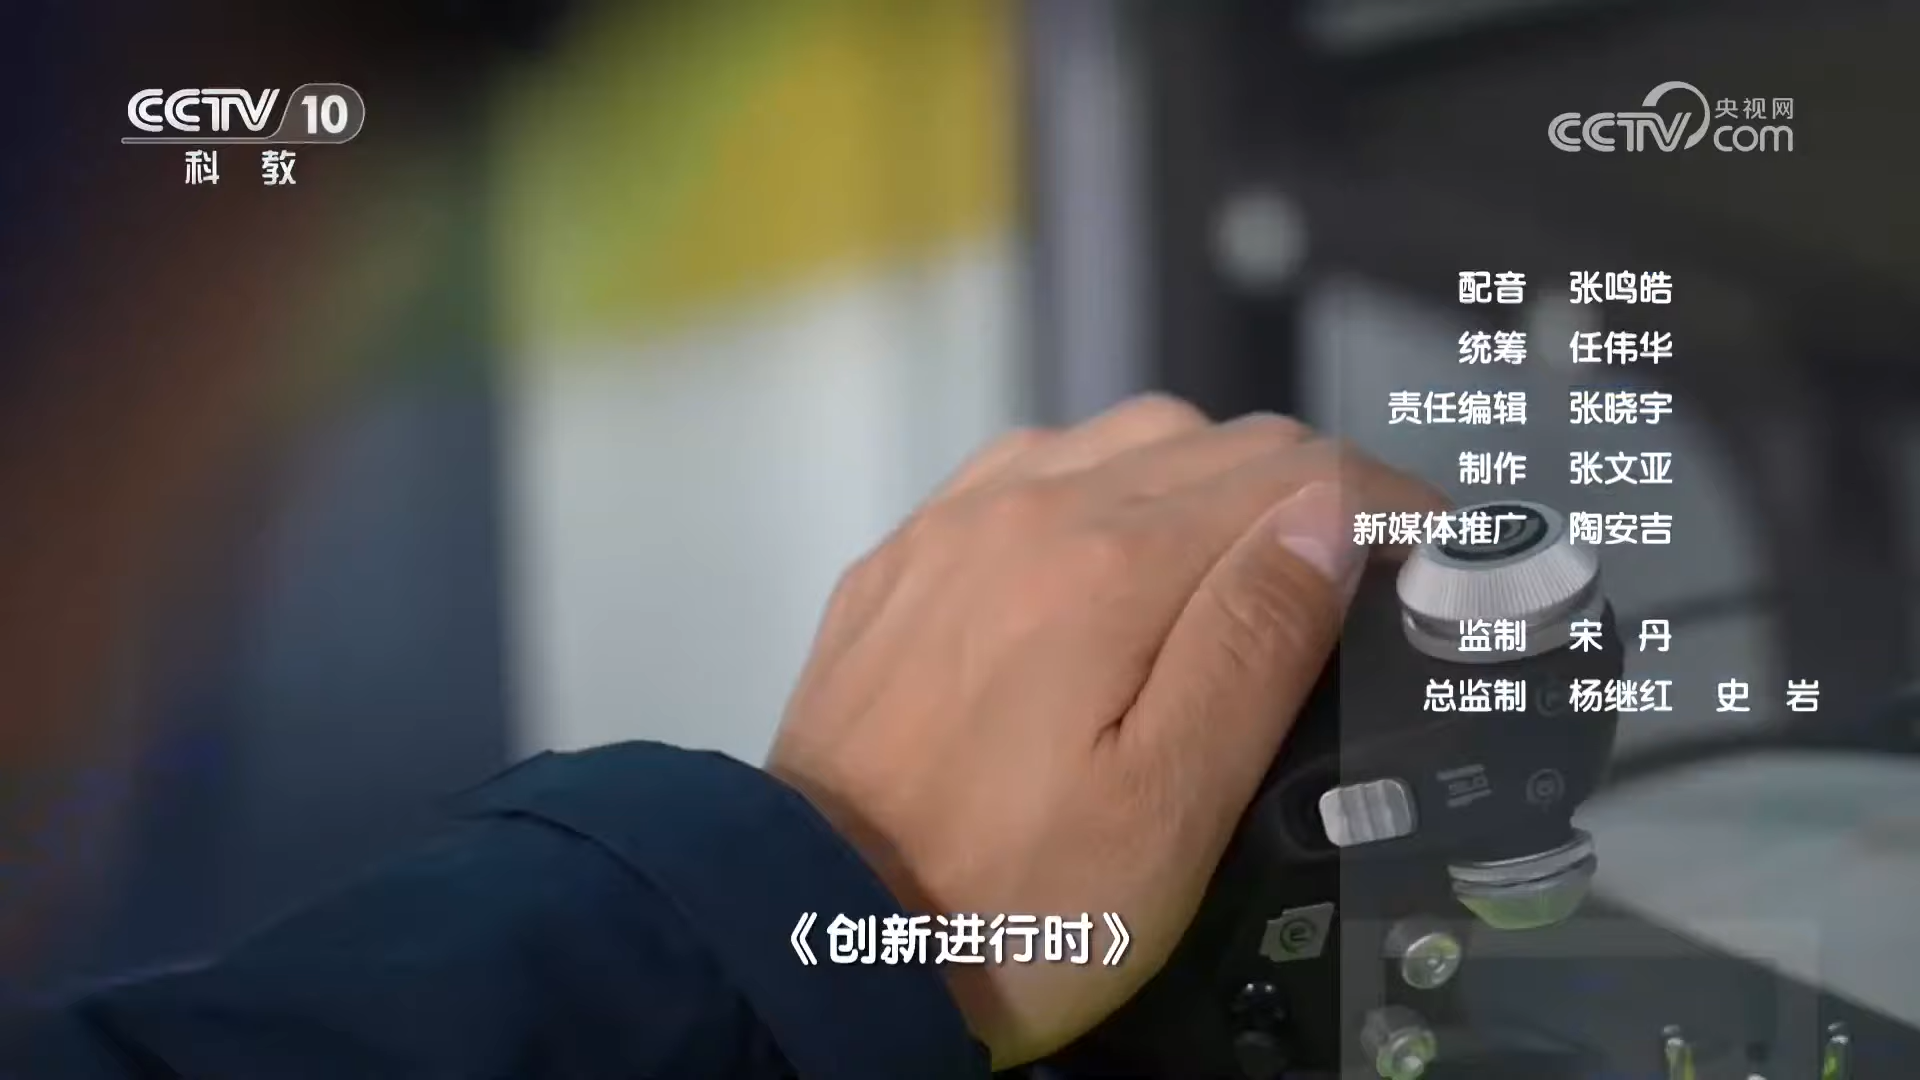 CCTV 10
科 教
央视网
CCTV com
配音 张鸣皓
统筹 任伟华
责任编辑 张晓宇
制作 张文亚
新媒体推广 陶安吉
监制 宋 丹
总监制 杨继红 史 岩
《创新进行时》